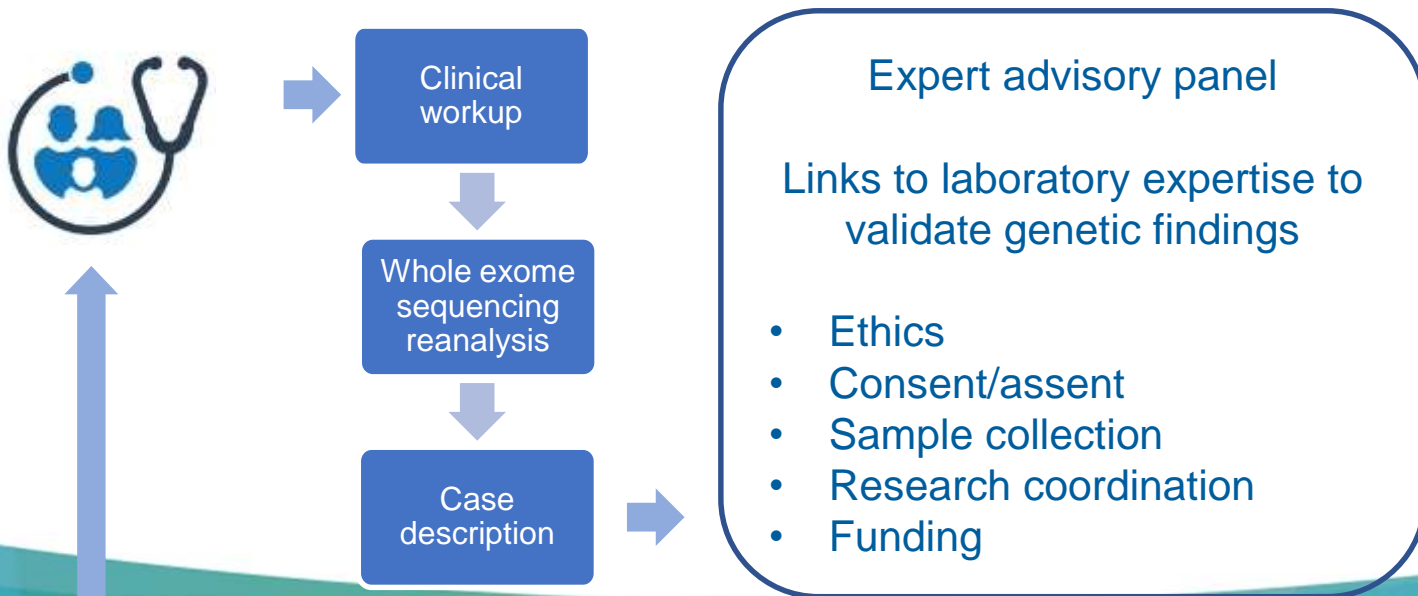 Clinical
workup
Whole exome
sequencing
reanalysis
Case
description
Expert advisory panel
Links to laboratory expertise to
validate genetic findings
• Ethics
• Consent/assent
• Sample collection
• Research coordination
• Funding